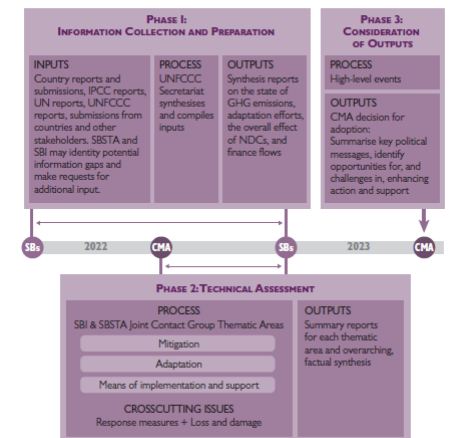 PHASE 1:
INFORMATION COLLECTION AND PREPARATION
INPUTS
Country reports and
submissions, IPCC reports,
UN reports, UNFCCC
reports, submissions from
countries and other
stakeholders. SBSTA and
SBI may identity potential
information gaps and
make requests for
additional input.
PROCESS
UNFCCC
Secretariat
synthesises
and compiles
inputs
OUTPUTS
Synthesis reports
on the state of
GHG emissions,
adaptation efforts,
the overall effect
of NDCs, and
finance flows
PHASE 3:
CONSIDERATION
OF OUTPUTS
PROCESS
High-level events
OUTPUTS
CMA decision for
adoption:
Summarise key political
messages, identify
opportunities for, and
challenges in, enhancing
action and support
SBs
2022
CMA
SBs
2023
CMA
PHASE 2: TECHNICAL ASSESSMENT
PROCESS
SBI & SBSTA Joint Contact Group Thematic Areas
Mitigation
Adaptation
Means of implementation and support
CROSSCUTTING ISSUES
Response measures + Loss and damage
OUTPUTS
Summary reports
for each thematic
area and overarching,
factual synthesis